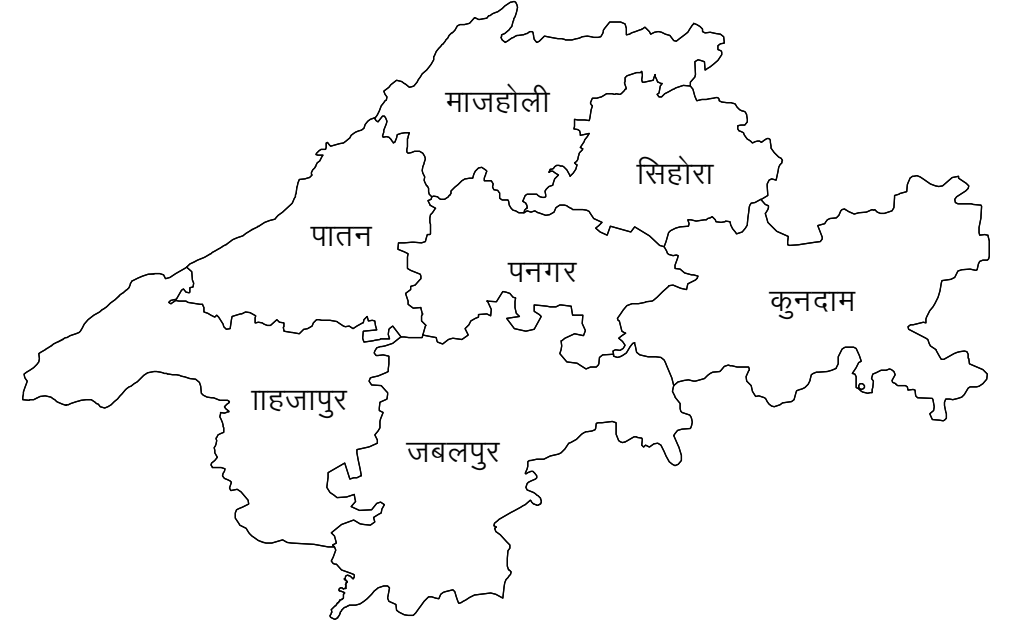 माजहोली
सिहोरा
पातन
पनगर
कुनदाम
ााहजापुर
जबलपुर